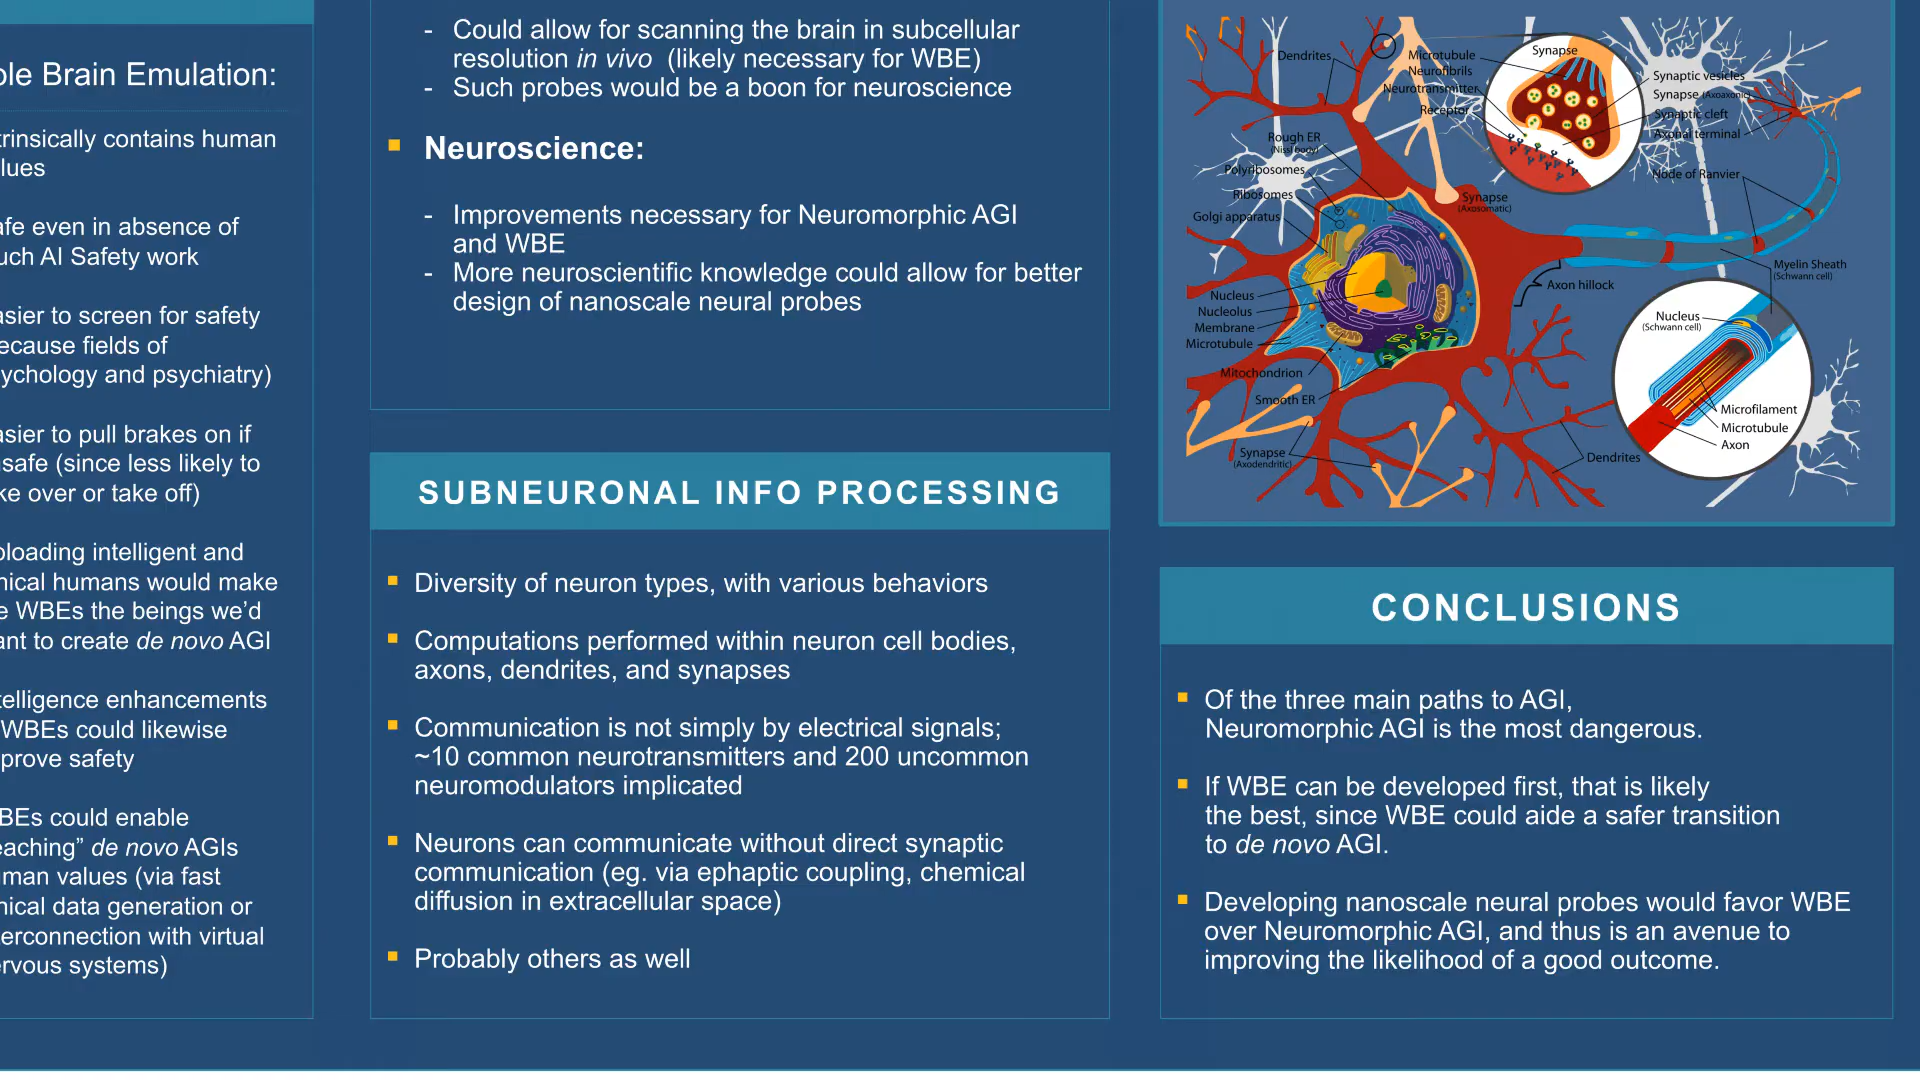 ole Brain Emulation:
trinsically contains human
lues
afe even in absence of
uch AI Safety work
asier to screen for safety
ecause fields of
ychology and psychiatry)
asier to pull brakes on if
safe (since less likely to
ke over or take off)
loading intelligent and
nical humans would make
e WBEs the beings we'd
ant to create de novo AGI
telligence enhancements
WBEs could likewise
prove safety
BEs could enable
eaching” de novo AGIs
man values (via fast
nical data generation or
terconnection with virtual
ervous systems)
- Could allow for scanning the brain in subcellular
resolution in vivo (likely necessary for WBE)
- Such probes would be a boon for neuroscience
Neuroscience:
- Improvements necessary for Neuromorphic AGI
and WBE
- More neuroscientific knowledge could allow for better
design of nanoscale neural probes
SUBNEURONAL INFO PROCESSING
Diversity of neuron types, with various behaviors
Computations performed within neuron cell bodies,
axons, dendrites, and synapses
Communication is not simply by electrical signals;
~10 common neurotransmitters and 200 uncommon
neuromodulators implicated
Neurons can communicate without direct synaptic
communication (eg. via ephaptic coupling, chemical
diffusion in extracellular space)
Probably others as well
Dendrites
Microtubule
Neurofibrils
Neurotransmitter
Receptor
Synapse
Synaptic vesicles
Synapse (Axoaxonic)
Synaptic cleft
Axonal terminal
Rough ER
(Nissl body)
Polyribosomes
Ribosomes
Golgi apparatus
Synapse
(Axosomatic)
Node of Ranvier
Myelin Sheath
(Schwann cell)
Axon hillock
Nucleus
Nucleolus
Membrane
Microtubule
Mitochondrion
Smooth ER
Synapse
(Axodendritic)
Dendrites
Nucleus
(Schwann cell)
Microfilament
Microtubule
Axon
CONCLUSIONS
Of the three main paths to AGI,
Neuromorphic AGI is the most dangerous.
If WBE can be developed first, that is likely
the best, since WBE could aide a safer transition
to de novo AGI.
Developing nanoscale neural probes would favor WBE
over Neuromorphic AGI, and thus is an avenue to
improving the likelihood of a good outcome.